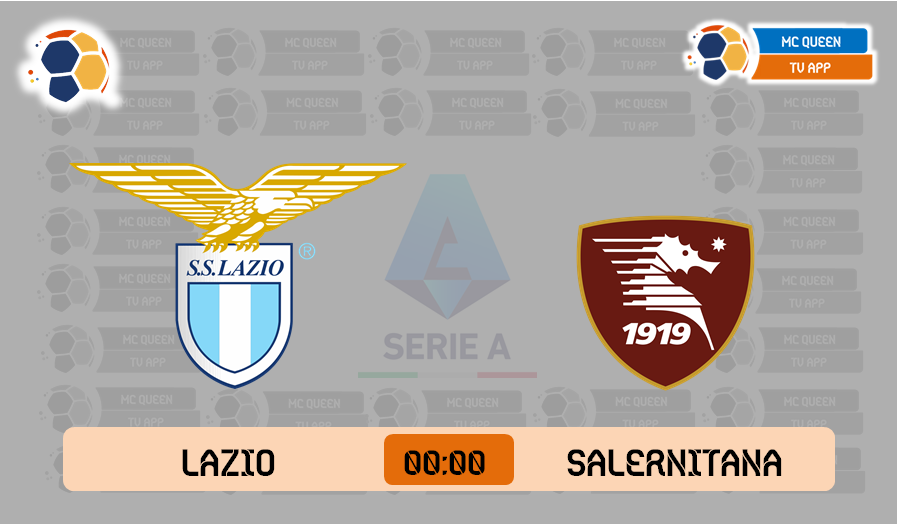 MC QUEEN
TV APP
S.S.LAZIO
®
SERIE A
1919
LAZIO 00:00 SALERNITANA